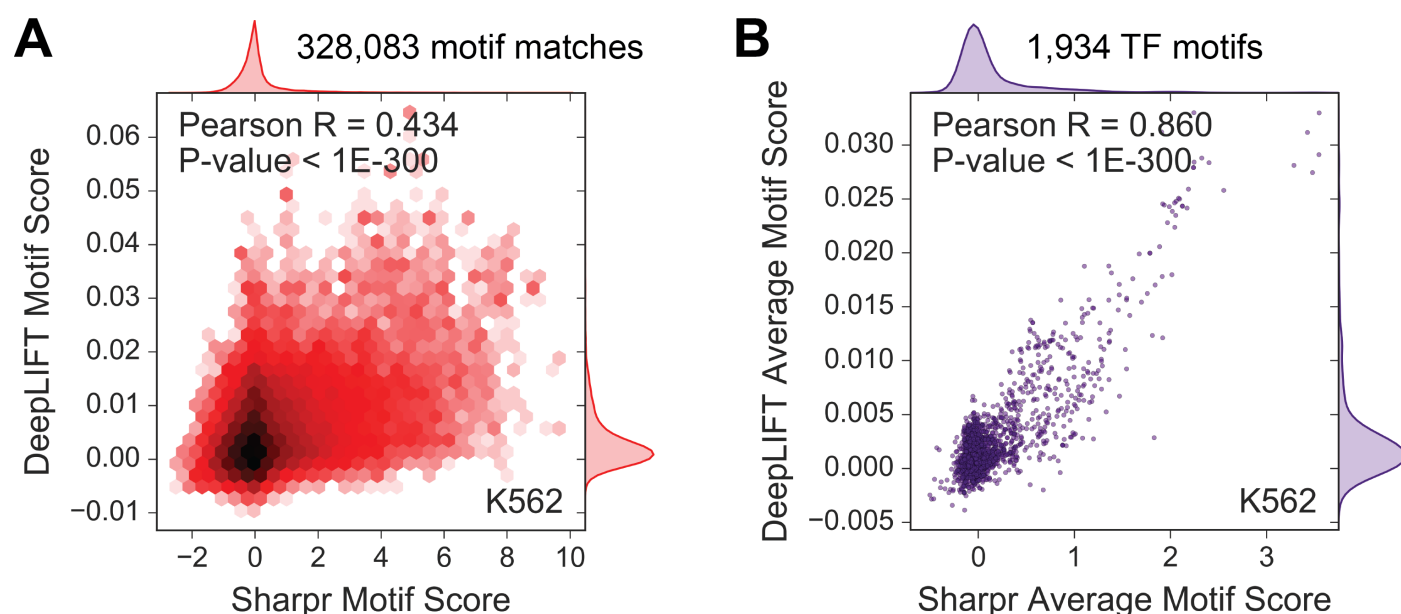 A
328,083 motif matches
Pearson R = 0.434
P-value < 1E-300
DeepLIFT Motif Score
0.06
0.05
0.04
0.03
0.02
0.01
0.00
−0.01
K562
−2 0 2 4 6 8 10
Sharpr Motif Score
B
1,934 TF motifs
Pearson R = 0.860
P-value < 1E-300
DeepLIFT Average Motif Score
0.030
0.025
0.020
0.015
0.010
0.005
0.000
−0.005
K562
0 1 2 3
Sharpr Average Motif Score